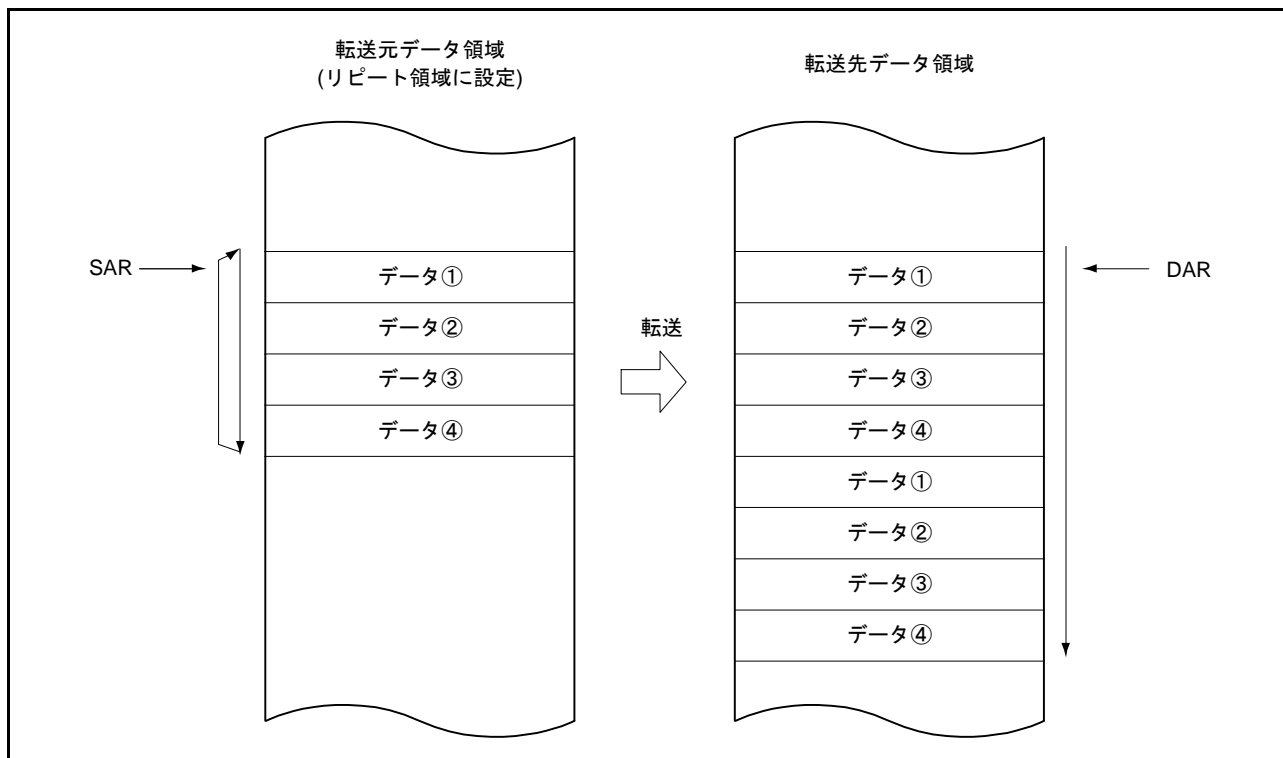 転送元データ領域
(リピート領域に設定)
転送先データ領域
SAR
データ①
データ②
データ③
データ④
転送
データ①
データ②
データ③
データ④
データ①
データ②
データ③
データ④
DAR